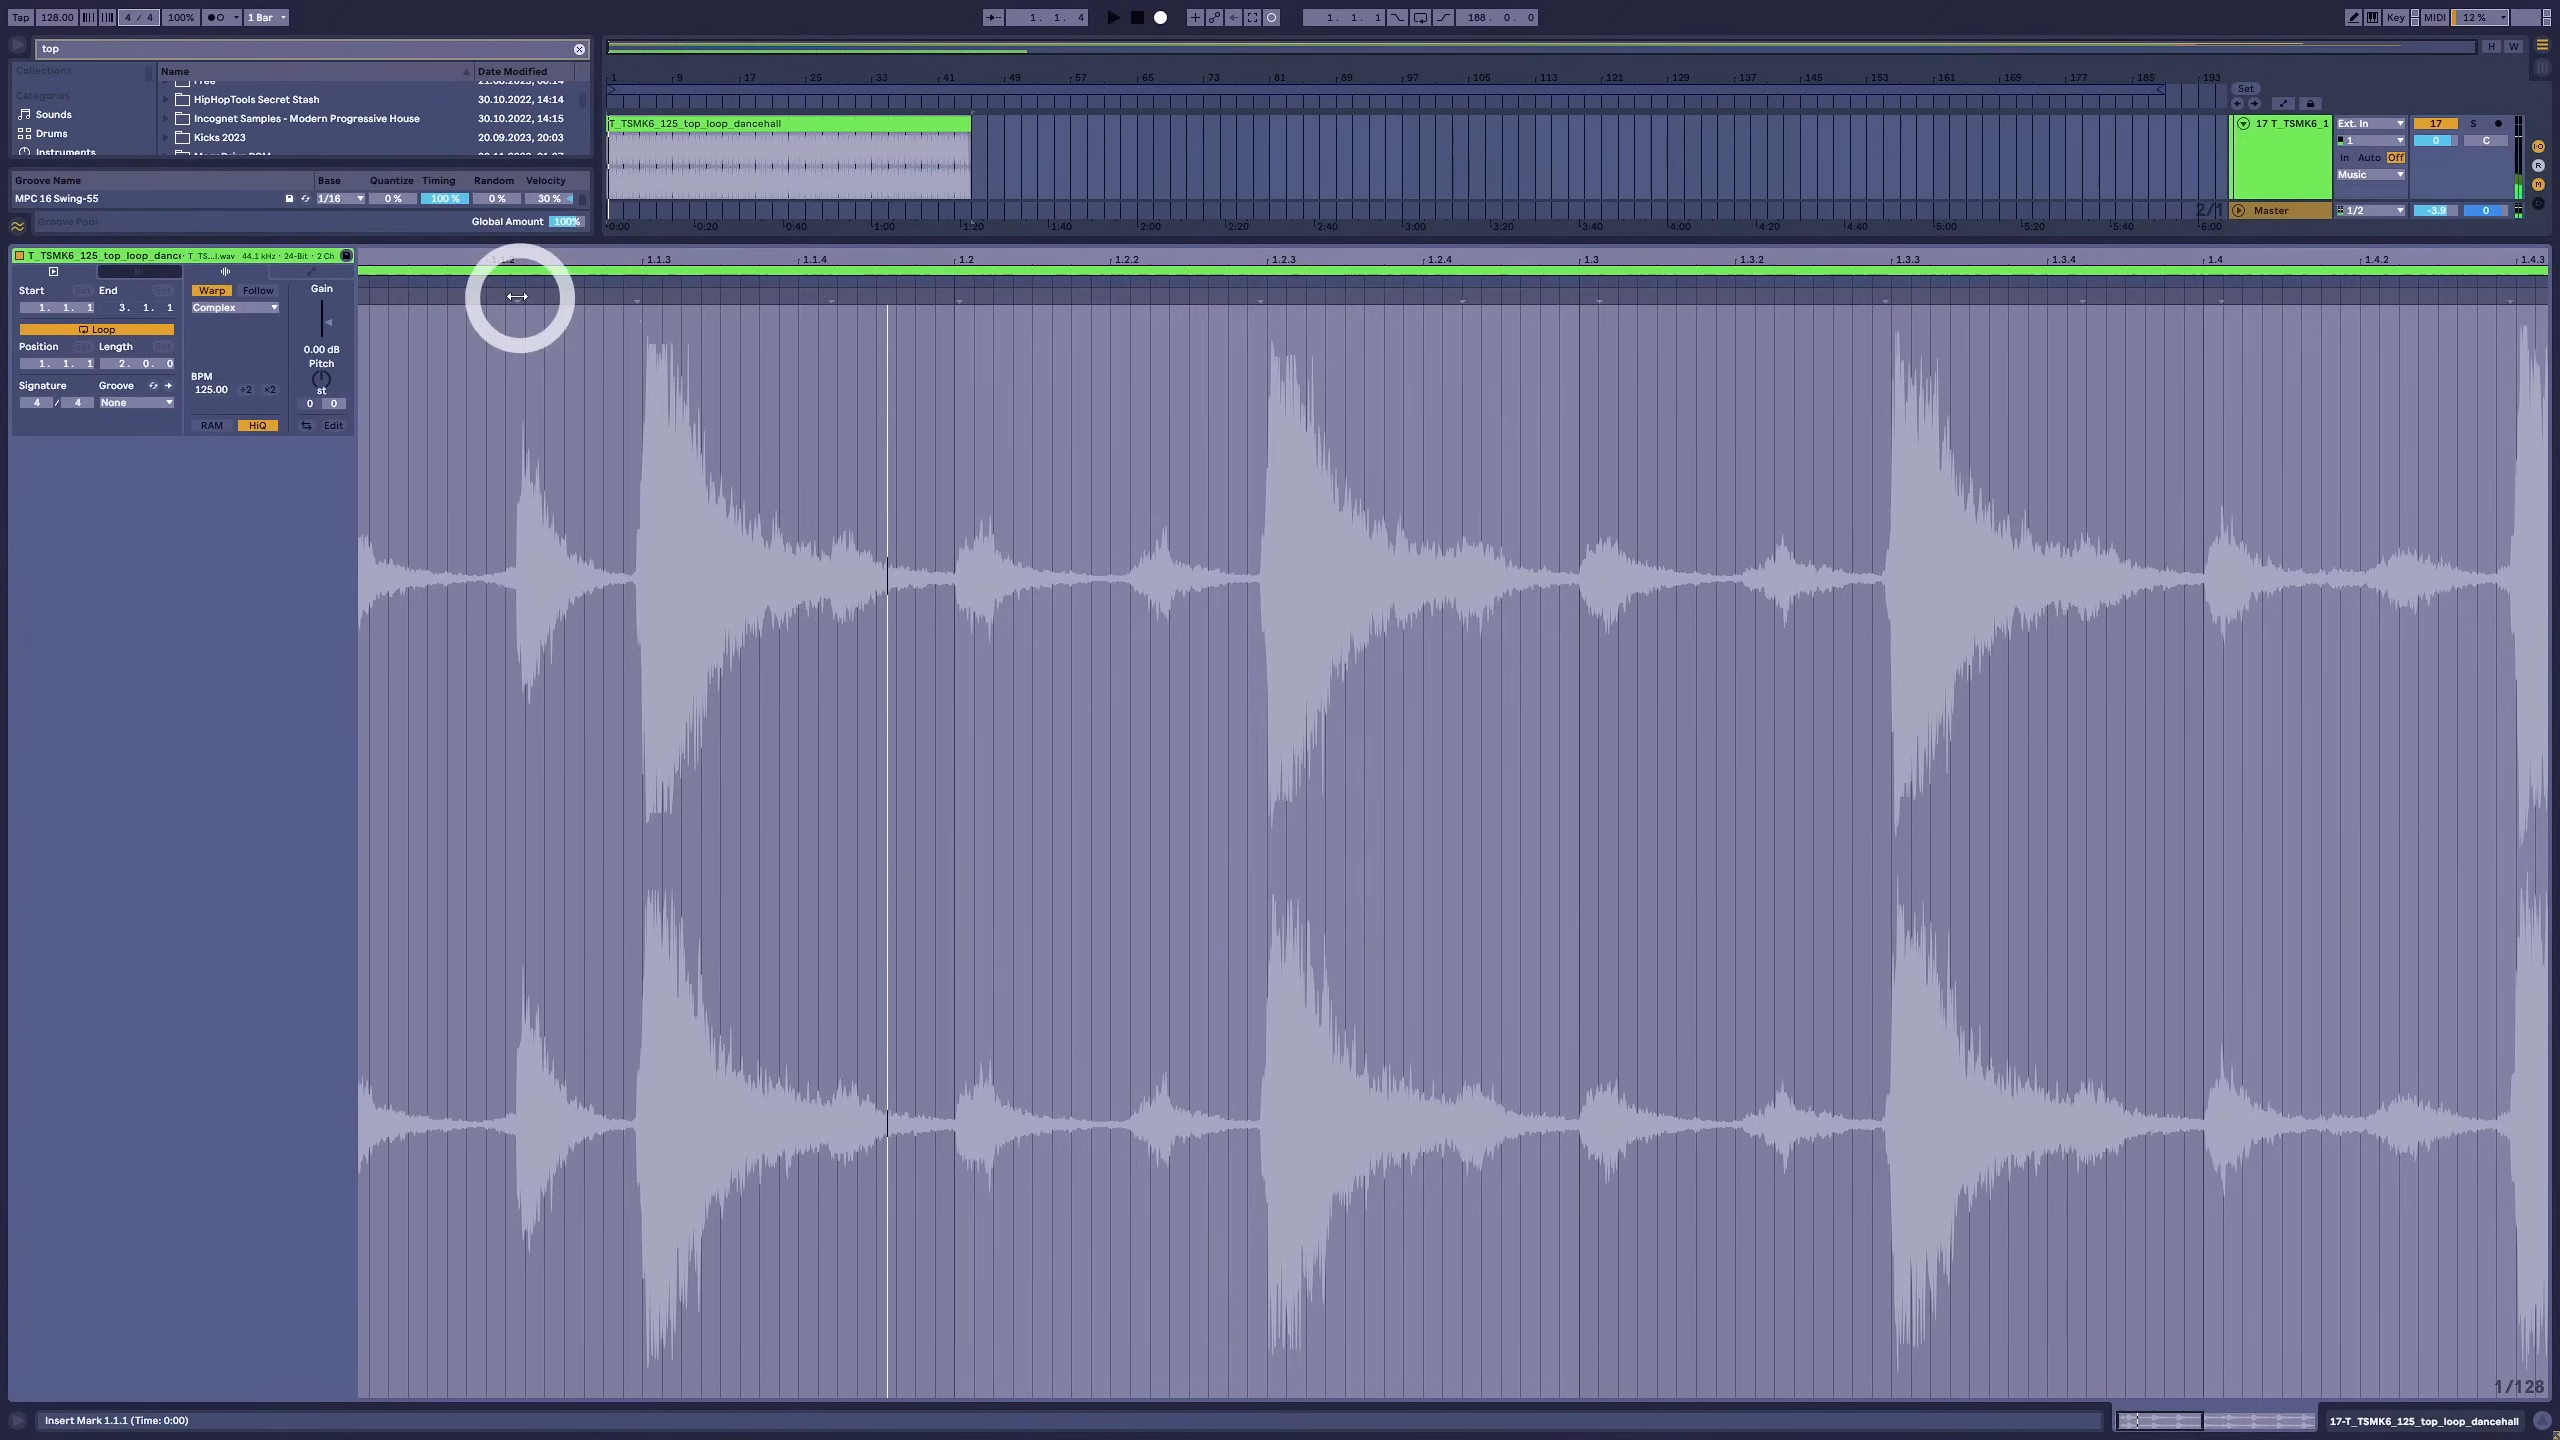 Tap 128.00 4 / 4 100% 1 Bar 1. 1. 4 1. 1. 1 188. 0. 0 Key MIDI 12 %
top
H W
Collections
Name Date Modified
1 9 17 25 33 41 49 57 65 73 81 89 97 105 113 121 129 137 145 153 161 169 177 185 193
Set
Categories
HipHopTools Secret Stash 30.10.2022, 14:14
Sounds
Incognet Samples - Modern Progressive House 30.10.2022, 14:15
Drums
Kicks 2023 20.09.2023, 20:03
Instruments
T_TSMK6_125_top_loop_dancehall
17 T_TSMK6_1 Ext. In 17 S
1 0 C
In Auto Off
Music
2/1
Master 1/2 -3.9 0
Groove Name Base Quantize Timing Random Velocity
MPC 16 Swing-55 1/16 0 % 100 % 0 % 30 %
Groove Pool Global Amount 100%
0:00 0:20 0:40 1:00 1:20 1:40 2:00 2:20 2:40 3:00 3:20 3:40 4:00 4:20 4:40 5:00 5:20 5:40 6:00
T_TSMK6_125_top_loop_dance T_TS...l.wav 44.1 kHz · 24-Bit · 2 Ch
1.1.2 1.1.3 1.1.4 1.2 1.2.2 1.2.3 1.2.4 1.3 1.3.2 1.3.3 1.3.4 1.4 1.4.2 1.4.3
Start Set End Set Warp Follow Gain
1. 1. 1 3. 1. 1 Complex
Loop
Position Set Length Set 0.00 dB
1. 1. 1 2. 0. 0 Pitch
BPM
Signature Groove 125.00 ÷2 ×2 st
4 / 4 None 0 0
RAM HiQ Edit
1/128
Insert Mark 1.1.1 (Time: 0:00)
17-T_TSMK6_125_top_loop_dancehall